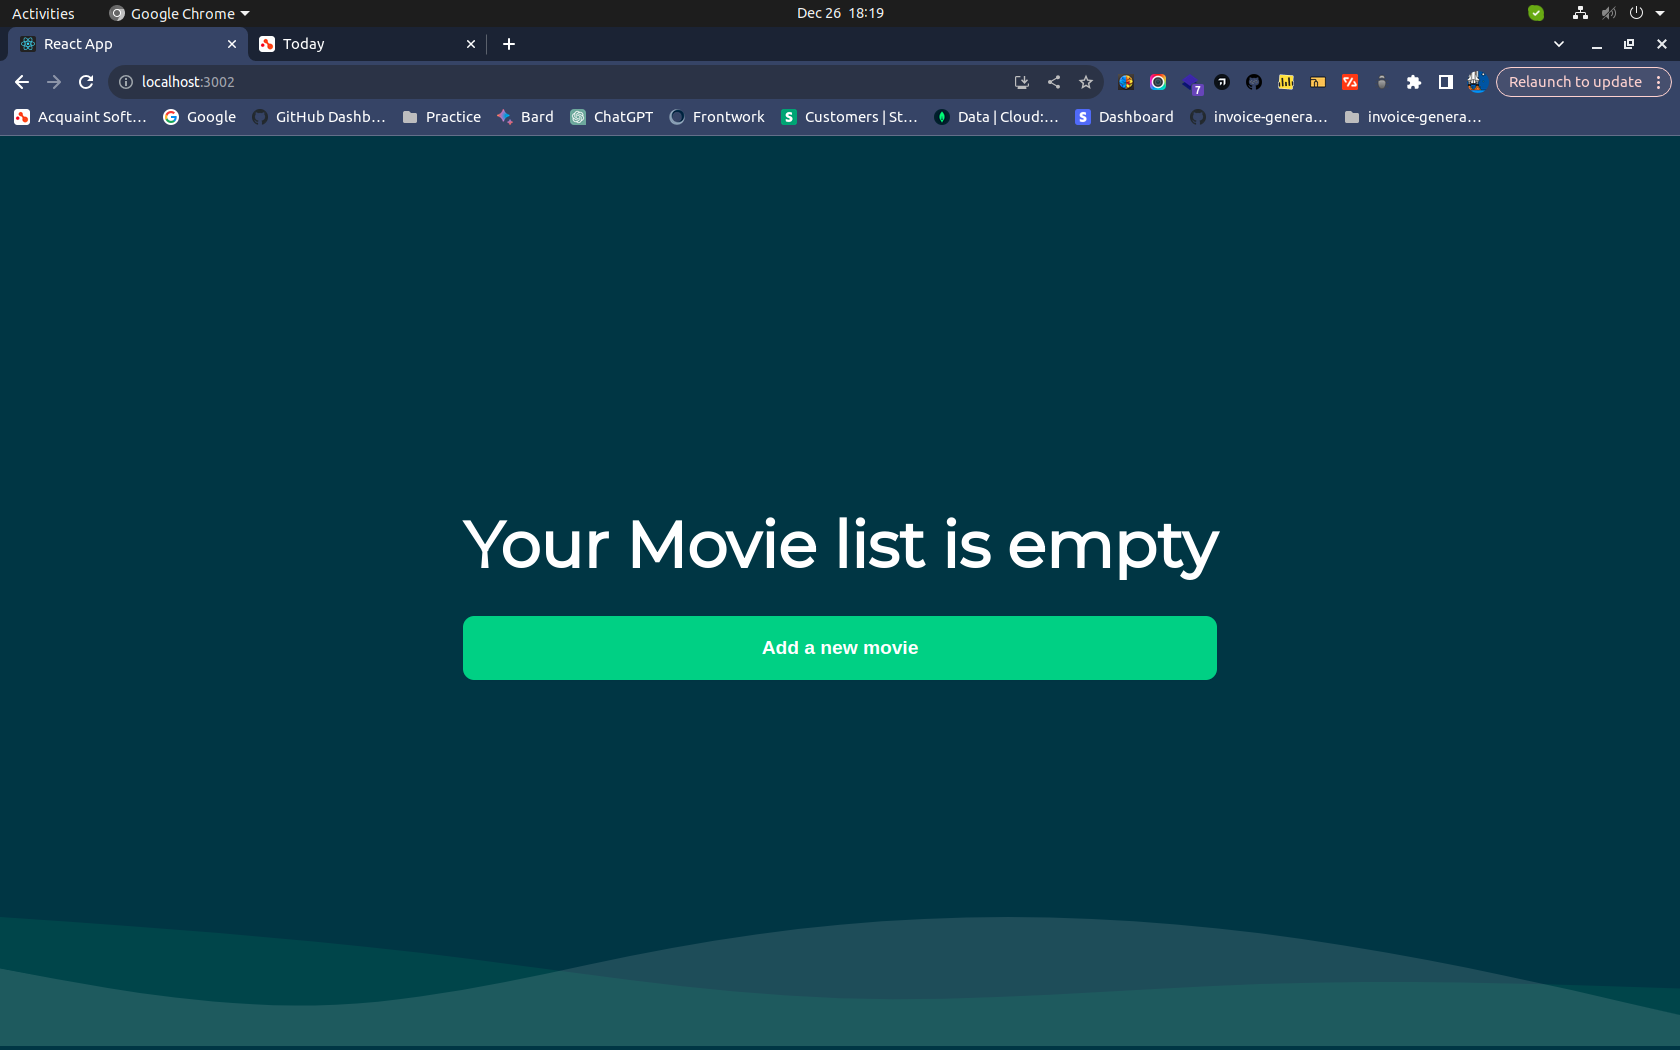 Activities
Google Chrome
Dec 26 18:19
React App
Today
localhost:3002
7
Relaunch to update
Acquaint Soft...
Google
GitHub Dashb...
Practice
Bard
ChatGPT
Frontwork
Customers | St...
Data | Cloud:...
Dashboard
invoice-genera...
invoice-genera...
Your Movie list is empty
Add a new movie